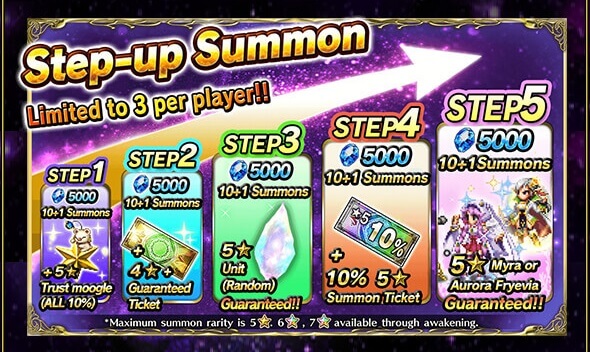 Step-up Summon
Limited to 3 per player!!
STEP1
5000
10+1 Summons
+ 5★
Trust moogle
(ALL 10%)
STEP2
5000
10+1 Summons
+
4★+
Guaranteed
Ticket
STEP3
5000
10+1 Summons
5★
Unit
(Random)
Guaranteed!!
STEP4
5000
10+1 Summons
★5
10%
+
10% 5★
Summon Ticket
STEP5
5000
10+1 Summons
5★ Myra or
Aurora Fryevia
Guaranteed!!
*Maximum summon rarity is 5★. 6★, 7★ available through awakening.